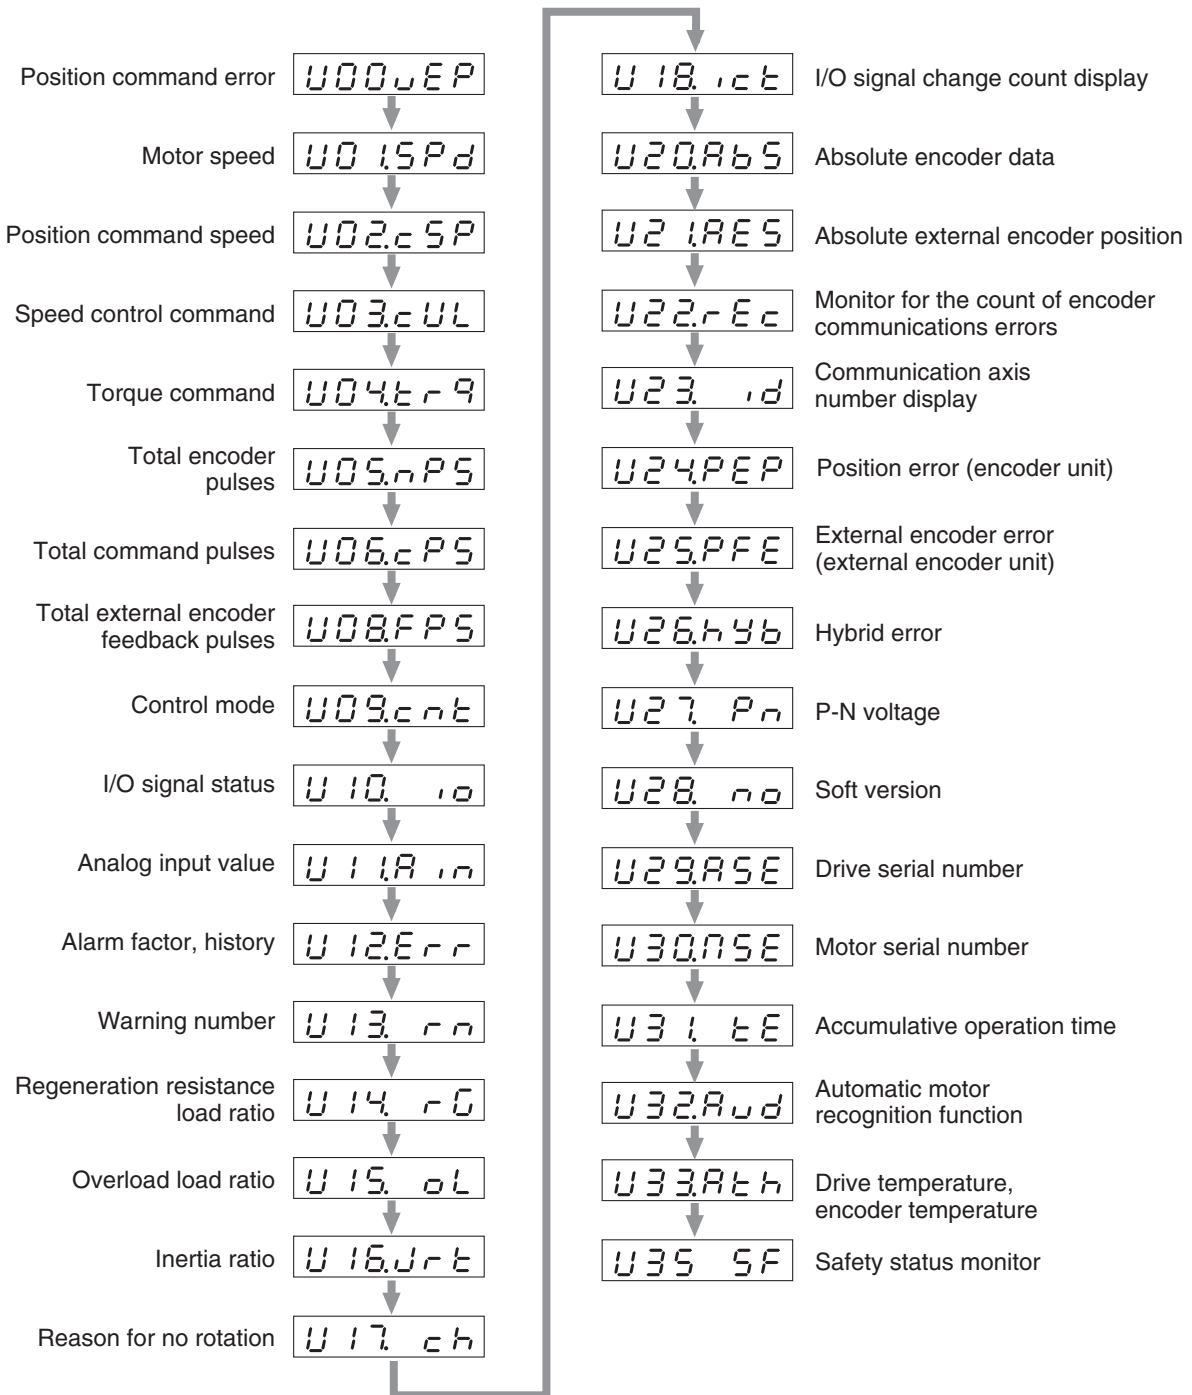 Position command error
U00uEP
Motor speed
U01.SPd
Position command speed
U02.cSP
Speed control command
U03.cUL
Torque command
U04.trq
Total encoder
pulses
U05.nPS
Total command pulses
U06.cPS
Total external encoder
feedback pulses
U08.FPS
Control mode
U09.cnt
I/O signal status
U10. io
Analog input value
U11.Ain
Alarm factor, history
U12.Err
Warning number
U13. rn
Regeneration resistance
load ratio
U14. rG
Overload load ratio
U15. oL
Inertia ratio
U16.Jrt
Reason for no rotation
U17. ch
U18.ict
I/O signal change count display
U20.AbS
Absolute encoder data
U21.AES
Absolute external encoder position
U22.rEc
Monitor for the count of encoder
communications errors
U23. id
Communication axis
number display
U24.PEP
Position error (encoder unit)
U25.PFE
External encoder error
(external encoder unit)
U26.hyb
Hybrid error
U27. Pn
P-N voltage
U28. no
Soft version
U29.ASE
Drive serial number
U30.nSE
Motor serial number
U31. tE
Accumulative operation time
U32.Aud
Automatic motor
recognition function
U33.Ath
Drive temperature,
encoder temperature
U35 SF
Safety status monitor